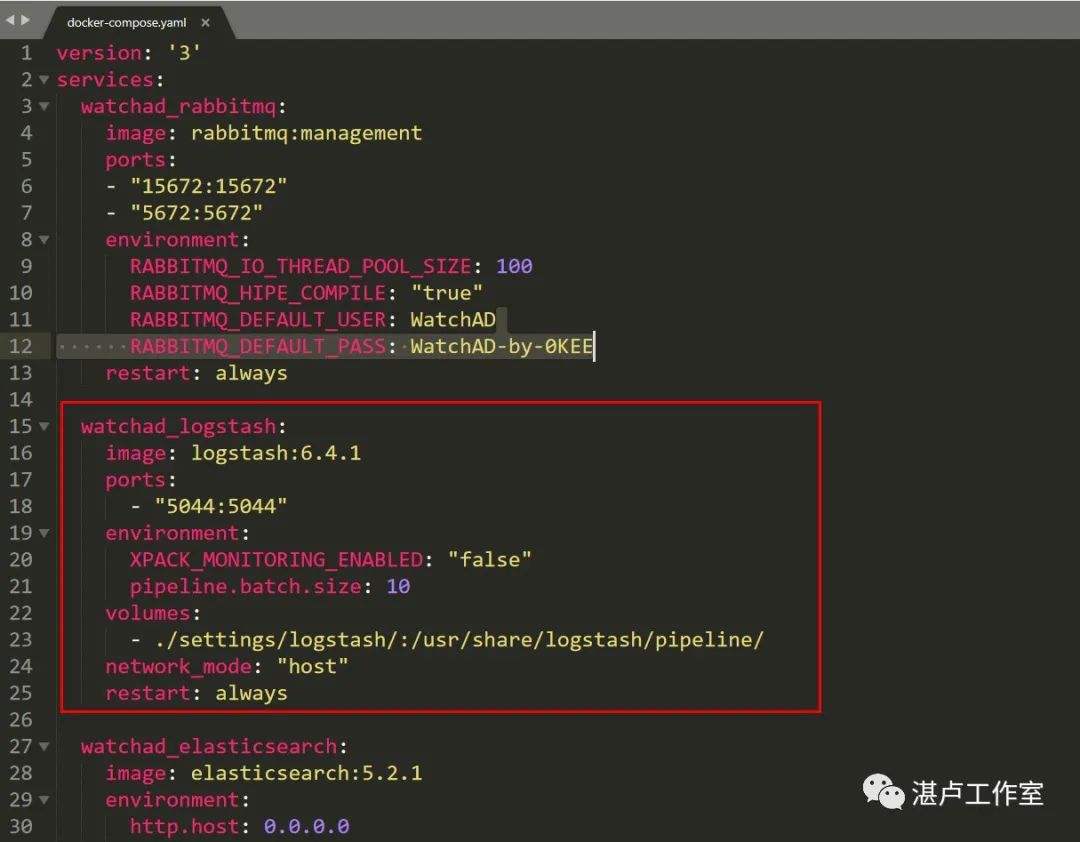 docker-compose.yaml ×
1 version: '3'
2 services:
3 watchad_rabbitmq:
4 image: rabbitmq:management
5 ports:
6 - "15672:15672"
7 - "5672:5672"
8 environment:
9 RABBITMQ_IO_THREAD_POOL_SIZE: 100
10 RABBITMQ_HIPE_COMPILE: "true"
11 RABBITMQ_DEFAULT_USER: WatchAD
12 RABBITMQ_DEFAULT_PASS: WatchAD-by-0KEE
13 restart: always
14
15 watchad_logstash:
16 image: logstash:6.4.1
17 ports:
18 - "5044:5044"
19 environment:
20 XPACK_MONITORING_ENABLED: "false"
21 pipeline.batch.size: 10
22 volumes:
23 - ./settings/logstash/:/usr/share/logstash/pipeline/
24 network_mode: "host"
25 restart: always
26
27 watchad_elasticsearch:
28 image: elasticsearch:5.2.1
29 environment:
30 http.host: 0.0.0.0
湛卢工作室